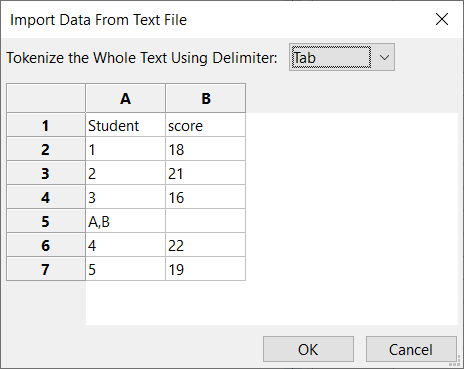 Import Data From Text File
Tokenize the Whole Text Using Delimiter: Tab
A B
1 Student score
2 1 18
3 2 21
4 3 16
5 A,B
6 4 22
7 5 19
OK Cancel